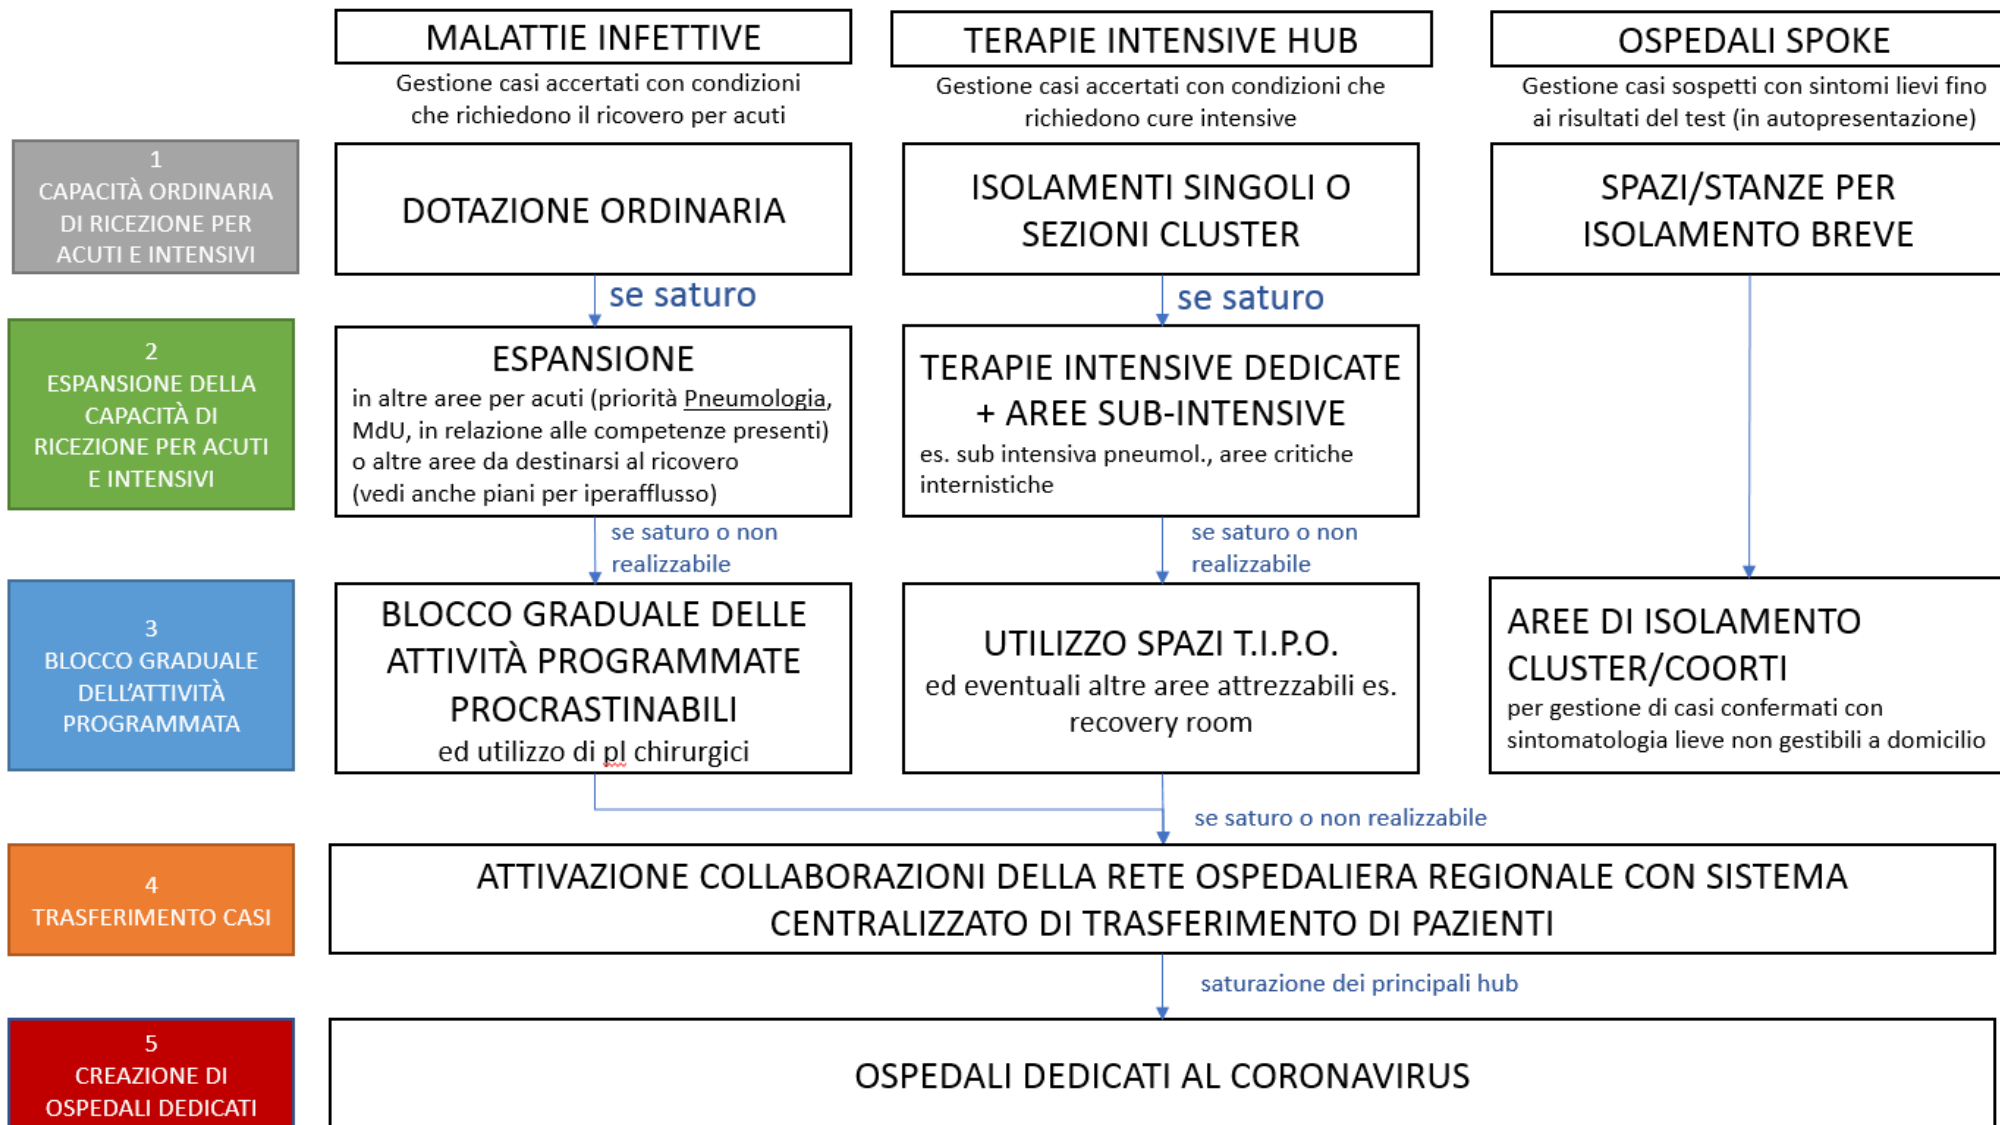 MALATTIE INFETTIVE
Gestione casi accertati con condizioni
che richiedono il ricovero per acuti
TERAPIE INTENSIVE HUB
Gestione casi accertati con condizioni che
richiedono cure intensive
OSPEDALI SPOKE
Gestione casi sospetti con sintomi lievi fino
ai risultati del test (in autopresentazione)
1
CAPACITÀ ORDINARIA
DI RICEZIONE PER
ACUTI E INTENSIVI
DOTAZIONE ORDINARIA
ISOLAMENTI SINGOLI O
SEZIONI CLUSTER
SPAZI/STANZE PER
ISOLAMENTO BREVE
se saturo
se saturo
2
ESPANSIONE DELLA
CAPACITÀ DI
RICEZIONE PER ACUTI
E INTENSIVI
ESPANSIONE
in altre aree per acuti (priorità Pneumologia,
MdU, in relazione alle competenze presenti)
o altre aree da destinarsi al ricovero
(vedi anche piani per iperafflusso)
TERAPIE INTENSIVE DEDICATE
+ AREE SUB-INTENSIVE
es. sub intensiva pneumol., aree critiche
internistiche
se saturo o non
realizzabile
se saturo o non
realizzabile
3
BLOCCO GRADUALE
DELL'ATTIVITÀ
PROGRAMMATA
BLOCCO GRADUALE DELLE
ATTIVITÀ PROGRAMMATE
PROCRASTINABILI
ed utilizzo di pl chirurgici
UTILIZZO SPAZI T.I.P.O.
ed eventuali altre aree attrezzabili es.
recovery room
AREE DI ISOLAMENTO
CLUSTER/COORTI
per gestione di casi confermati con
sintomatologia lieve non gestibili a domicilio
se saturo o non realizzabile
4
TRASFERIMENTO CASI
ATTIVAZIONE COLLABORAZIONI DELLA RETE OSPEDALIERA REGIONALE CON SISTEMA
CENTRALIZZATO DI TRASFERIMENTO DI PAZIENTI
saturazione dei principali hub
5
CREAZIONE DI
OSPEDALI DEDICATI
OSPEDALI DEDICATI AL CORONAVIRUS